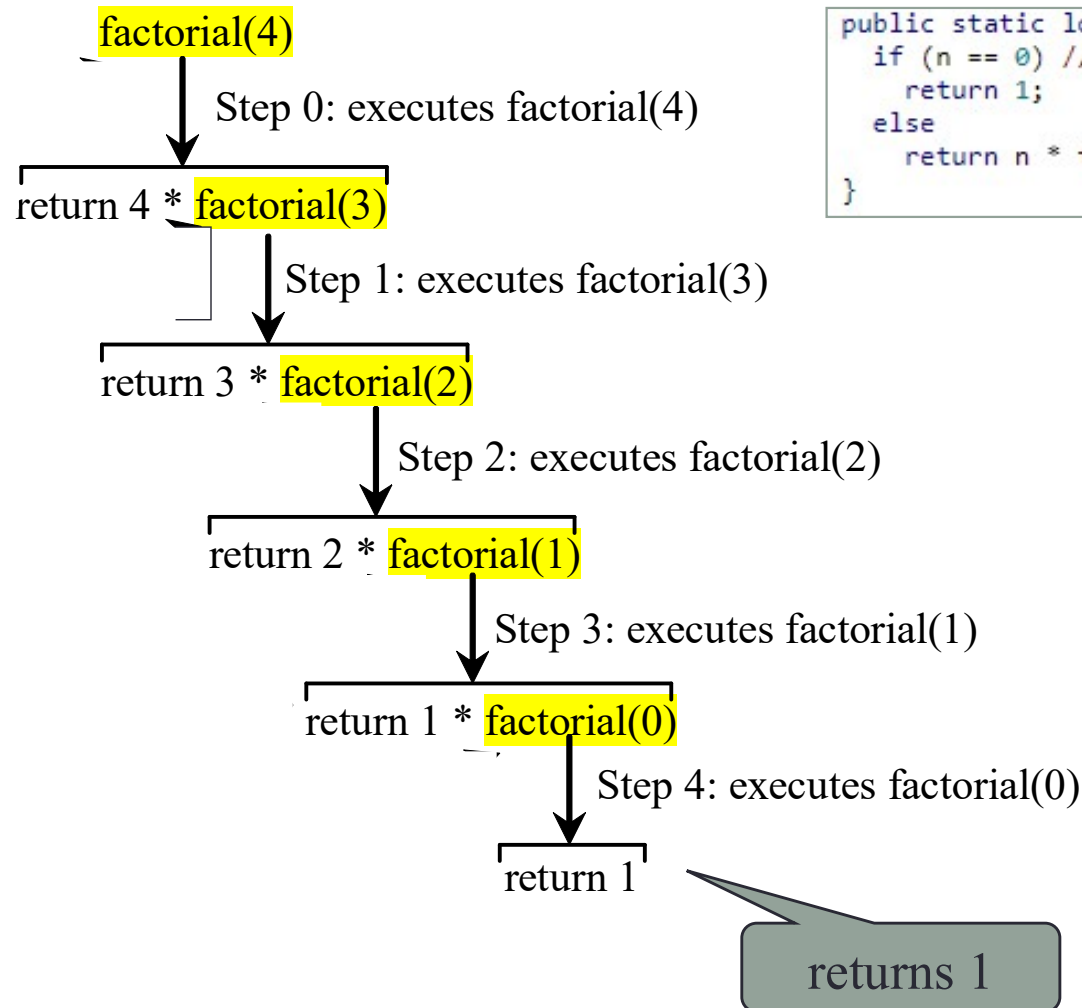 factorial(4)
Step 0: executes factorial(4)
return 4 * factorial(3)
Step 1: executes factorial(3)
return 3 * factorial(2)
Step 2: executes factorial(2)
return 2 * factorial(1)
Step 3: executes factorial(1)
return 1 * factorial(0)
Step 4: executes factorial(0)
return 1
returns 1
public static
if (n == 0) //
return 1;
else
return n *
}